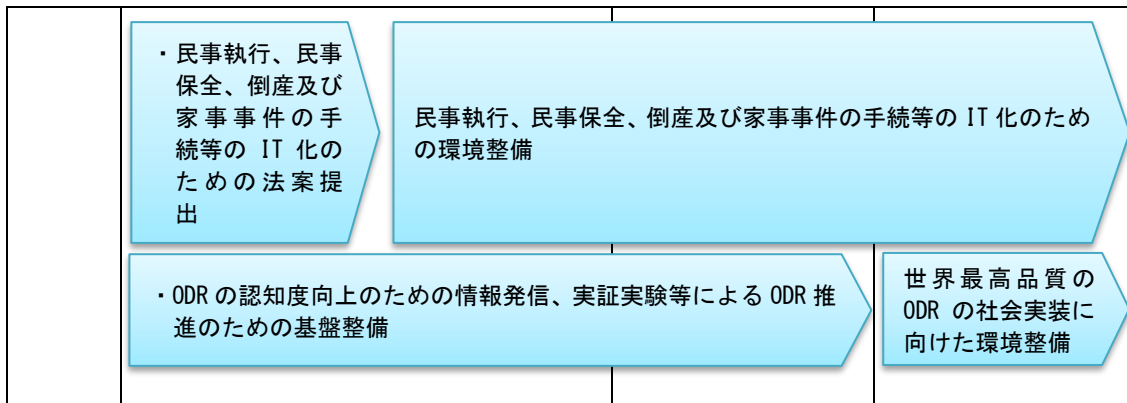 ・民事執行、民事
保全、倒産及び
家事事件の手
続等の IT 化の
ための法案提
出
民事執行、民事保全、倒産及び家事事件の手続等の IT 化のため
の環境整備
・ODR の認知度向上のための情報発信、実証実験等による ODR 推
進のための基盤整備
世界最高品質の
ODR の社会実装に
向けた環境整備